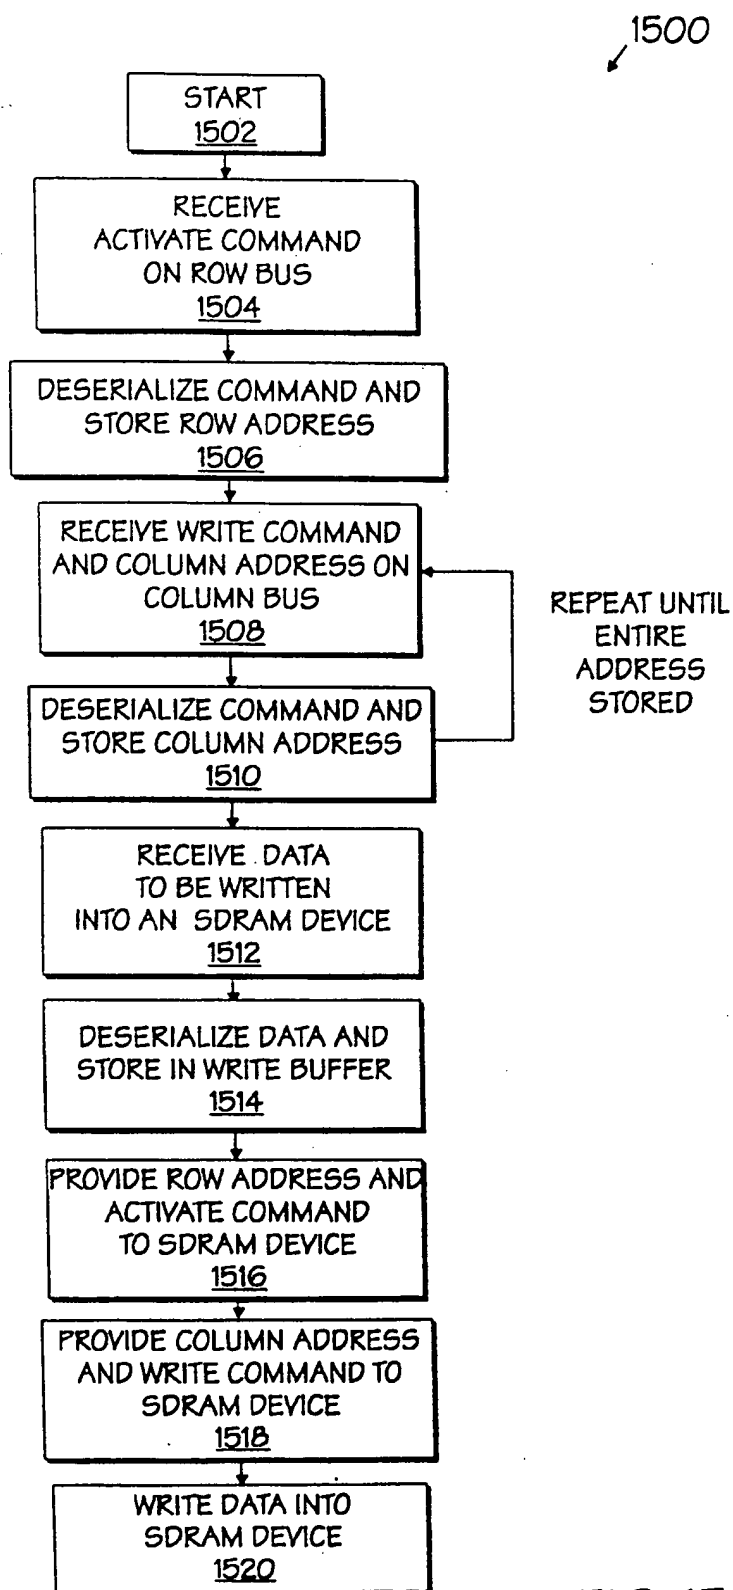 1500
START
1502
RECEIVE
ACTIVATE COMMAND
ON ROW BUS
1504
DESERIALIZE COMMAND AND
STORE ROW ADDRESS
1506
RECEIVE WRITE COMMAND
AND COLUMN ADDRESS ON
COLUMN BUS
1508
REPEAT UNTIL
ENTIRE
ADDRESS
STORED
DESERIALIZE COMMAND AND
STORE COLUMN ADDRESS
1510
RECEIVE DATA
TO BE WRITTEN
INTO AN SDRAM DEVICE
1512
DESERIALIZE DATA AND
STORE IN WRITE BUFFER
1514
PROVIDE ROW ADDRESS AND
ACTIVATE COMMAND
TO SDRAM DEVICE
1516
PROVIDE COLUMN ADDRESS
AND WRITE COMMAND TO
SDRAM DEVICE
1518
WRITE DATA INTO
SDRAM DEVICE
1520